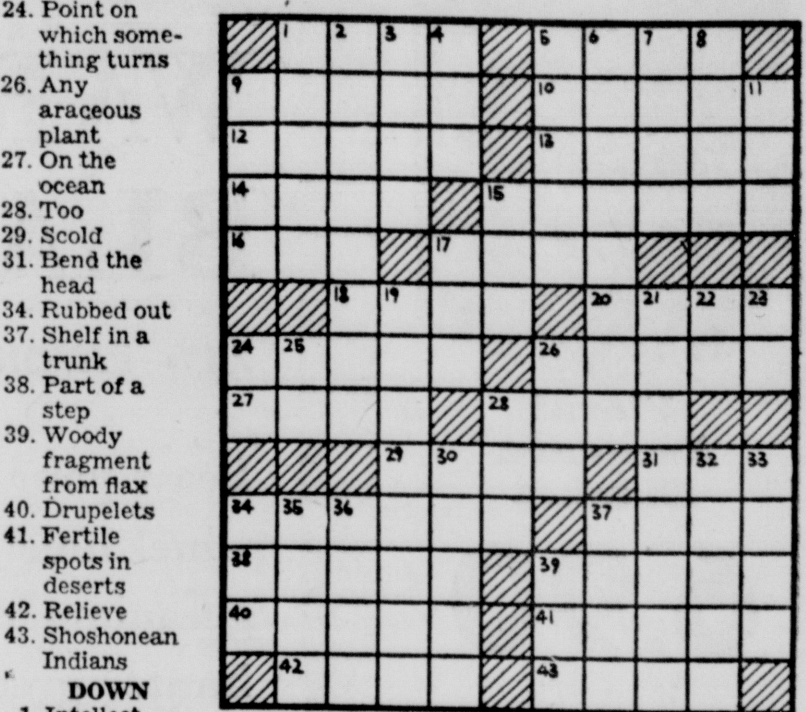 24. Point on
which some-
thing turns
26. Any
araceous
plant
27. On the
ocean
28. Too
29. Scold
31. Bend the
head
34. Rubbed out
37. Shelf in a
trunk
38. Part of a
step
39. Woody
fragment
from flax
40. Drupelets
41. Fertile
spots in
deserts
42. Relieve
43. Shoshonean
Indians
DOWN
1. Intellect
1 2 3 4 5 6 7 8
9 10 11
12 13
14 15
16 17
18 19 20 21 22 23
24 25 26
27 28
29 30 31 32 33
34 35 36 37
38 39
40 41
42 43